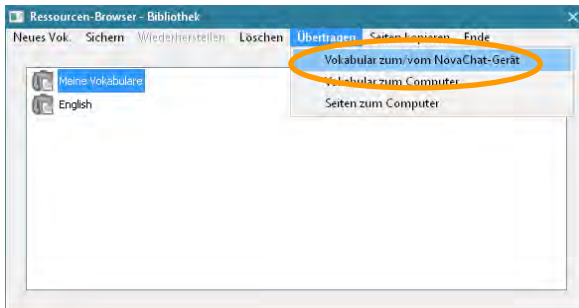 Ressourcen-Browser - Bibliothek
Neues Vok. Sichern Wiederherstellen Löschen Übertragen Seiten kopieren Ende
Vokabular zum/vom NovaChat-Gerät
Vokabular zum Computer
Seiten zum Computer
Meine Vokabulare
English